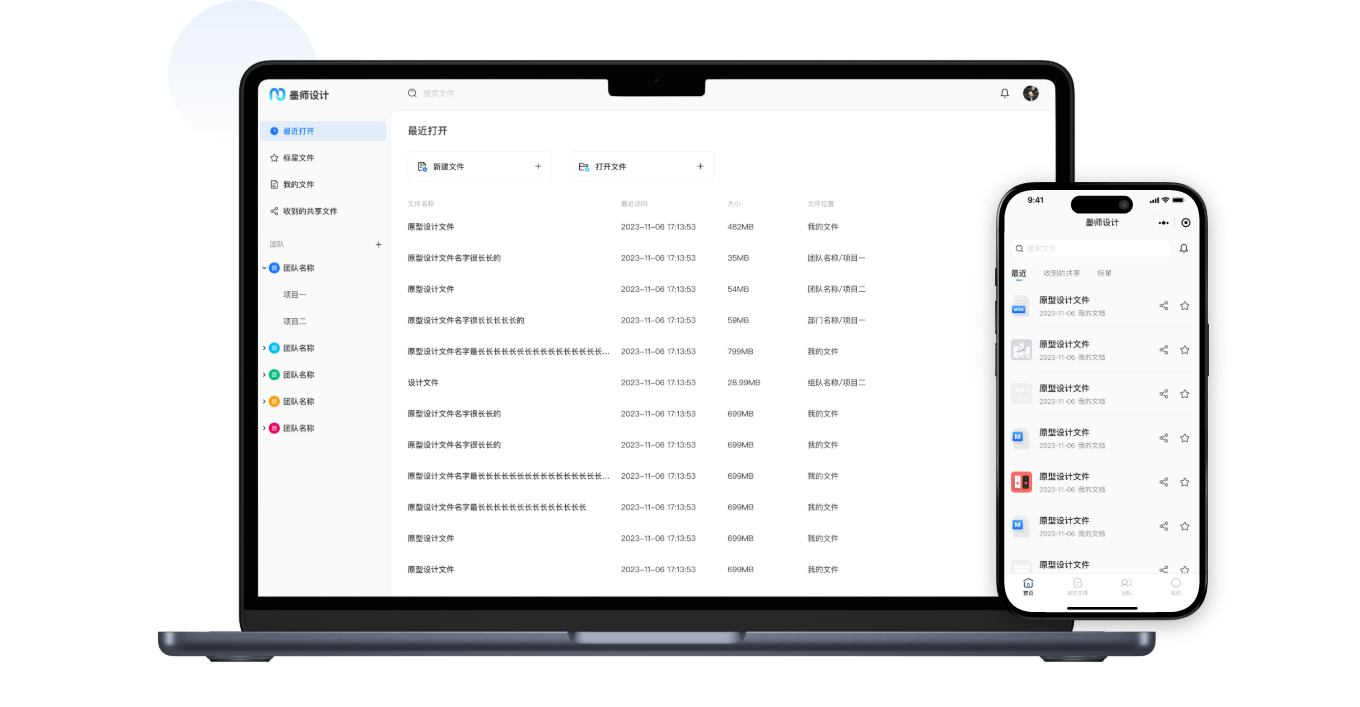 墨师设计
搜索文件
最近打开
标星文件
我的文件
收到的共享文件
团队
团队名称
项目一
项目二
团队名称
团队名称
团队名称
团队名称
最近打开
新建文件
打开文件
文件名称 最近访问 大小 文件位置
原型设计文件 2023-11-06 17:13:53 482MB 我的文件
原型设计文件名字很长长的 2023-11-06 17:13:53 35MB 团队名称/项目一
原型设计文件 2023-11-06 17:13:53 54MB 团队名称/项目二
原型设计文件名字很长长长长长的 2023-11-06 17:13:53 59MB 部门名称/项目一
原型设计文件名字最长长长长长长长长长长长长长长长长... 2023-11-06 17:13:53 799MB 我的文件
设计文件 2023-11-06 17:13:53 28.99MB 组队名称/项目二
原型设计文件名字很长长的 2023-11-06 17:13:53 699MB 我的文件
原型设计文件名字很长长的 2023-11-06 17:13:53 699MB 我的文件
原型设计文件名字最长长长长长长长长长长长长长长长长... 2023-11-06 17:13:53 699MB 我的文件
原型设计文件名字最长长长长长长长长长长长长长长 2023-11-06 17:13:53 699MB 我的文件
原型设计文件 2023-11-06 17:13:53 699MB 我的文件
原型设计文件 2023-11-06 17:13:53 699MB 我的文件
9:41
墨师设计
搜索文件
最近 收到的共享 标星
原型设计文件
2023-11-06 我的文档
原型设计文件
2023-11-06 我的文档
原型设计文件
2023-11-06 我的文档
M
原型设计文件
2023-11-06 我的文档
原型设计文件
2023-11-06 我的文档
M
原型设计文件
2023-11-06 我的文档
原型设计文件
首页 我的文件 团队 我的